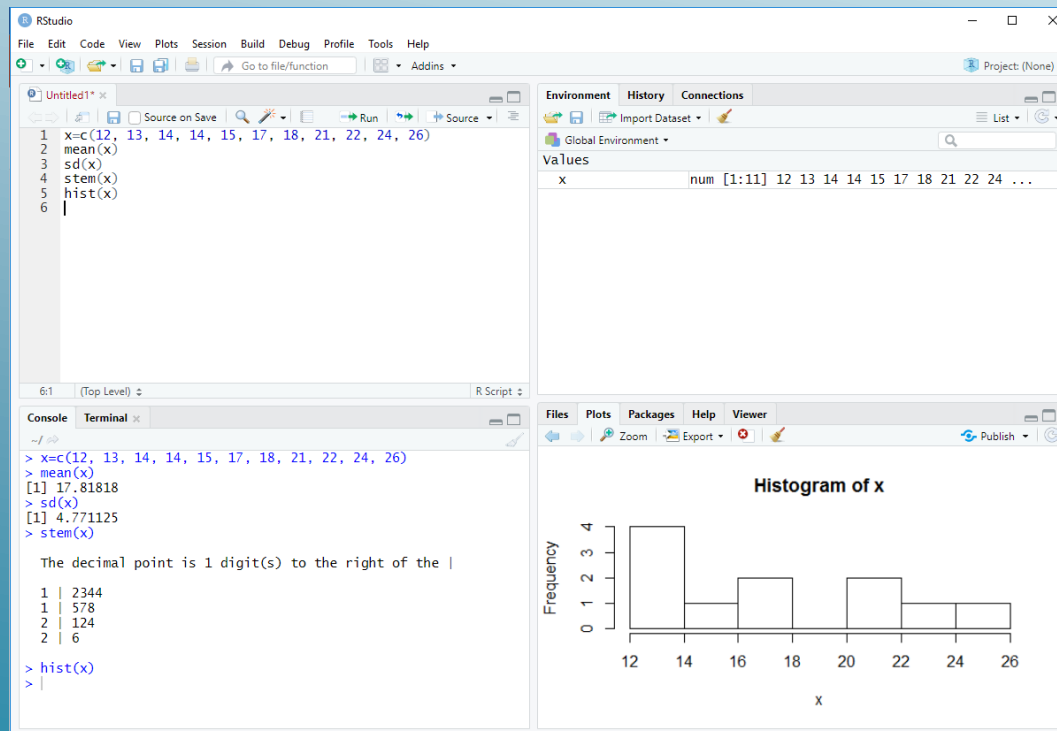 RStudio
File Edit Code View Plots Session Build Debug Profile Tools Help
Go to file/function Addins Project: (None)
Untitled1*
Source on Save Run Source
1 x=c(12, 13, 14, 14, 15, 17, 18, 21, 22, 24, 26)
2 mean(x)
3 sd(x)
4 stem(x)
5 hist(x)
6
6:1 (Top Level) R Script
Console Terminal
~/
> x=c(12, 13, 14, 14, 15, 17, 18, 21, 22, 24, 26)
> mean(x)
[1] 17.81818
> sd(x)
[1] 4.771125
> stem(x)
The decimal point is 1 digit(s) to the right of the |
1 | 2344
1 | 578
2 | 124
2 | 6
> hist(x)
>
Environment History Connections
Import Dataset List
Global Environment
Values
x num [1:11] 12 13 14 14 15 17 18 21 22 24 ...
Files Plots Packages Help Viewer
Zoom Export Publish
Histogram of x
Frequency
4
3
2
1
0
12 14 16 18 20 22 24 26
x